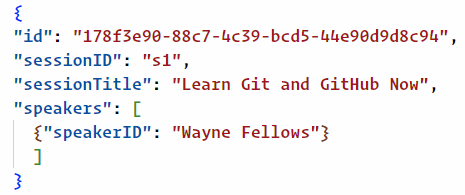 {
"id": "178f3e90-88c7-4c39-bcd5-44e90d9d8c94",
"sessionID": "s1",
"sessionTitle": "Learn Git and GitHub Now",
"speakers": [
{"speakerID": "Wayne Fellows"}
]
}